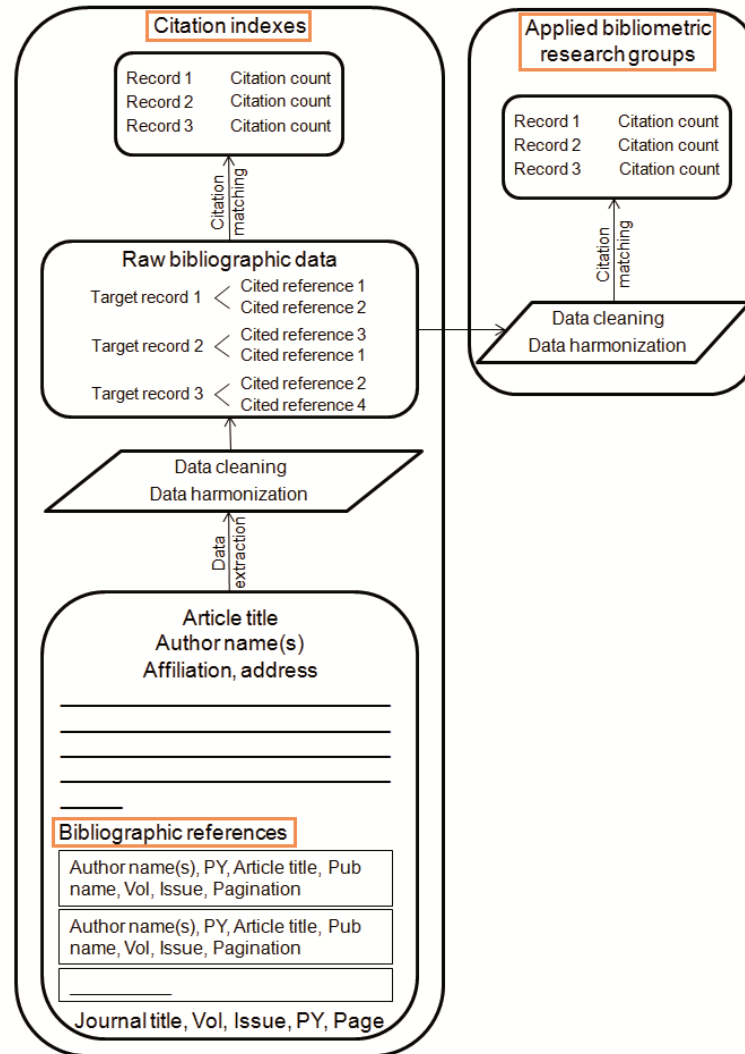 Citation indexes
Record 1 Citation count
Record 2 Citation count
Record 3 Citation count
Citation
matching
Raw bibliographic data
Target record 1 < Cited reference 1
Cited reference 2
Target record 2 < Cited reference 3
Cited reference 1
Target record 3 < Cited reference 2
Cited reference 4
Data cleaning
Data harmonization
Data
extraction
Article title
Author name(s)
Affiliation, address
Bibliographic references
Author name(s), PY, Article title, Pub
name, Vol, Issue, Pagination
Author name(s), PY, Article title, Pub
name, Vol, Issue, Pagination
Journal title, Vol, Issue, PY, Page
Applied bibliometric
research groups
Record 1 Citation count
Record 2 Citation count
Record 3 Citation count
Citation
matching
Data cleaning
Data harmonization